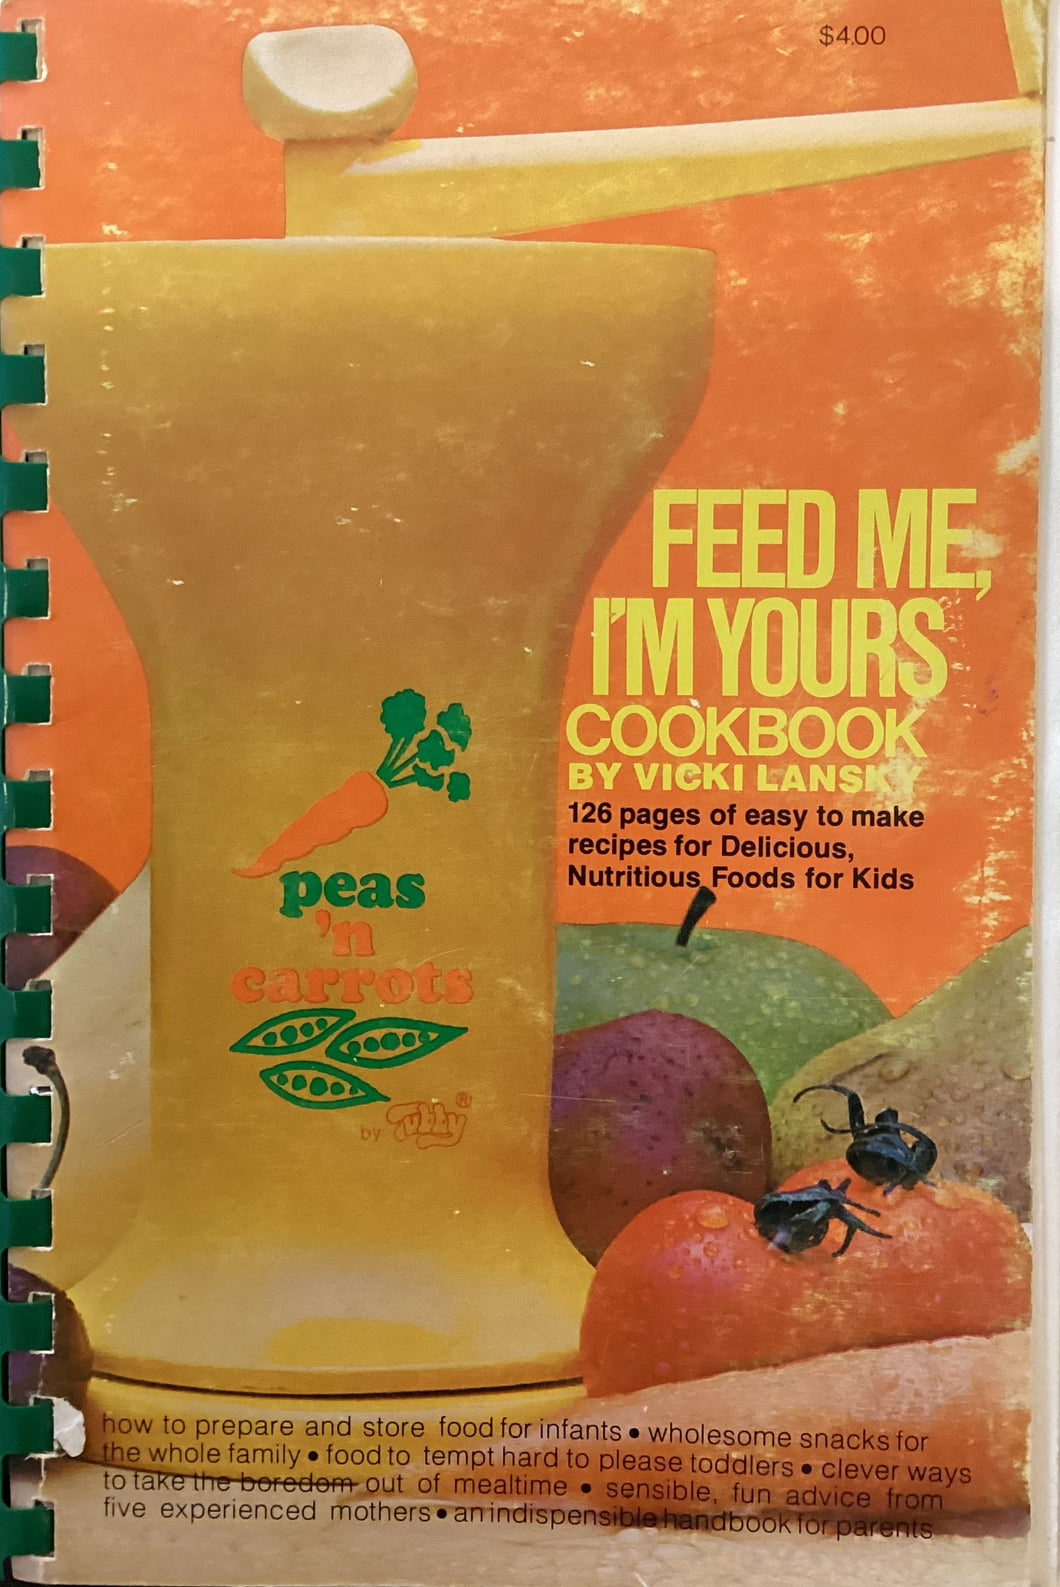 $4.00
FEED ME,
I'M YOURS
COOKBOOK
BY VICKI LANSKY
126 pages of easy to make
recipes for Delicious,
Nutritious Foods for Kids
peas
'n
carrots
by Tubby®
how to prepare and store food for infants • wholesome snacks for
the whole family • food to tempt hard to please toddlers • clever ways
to take the boredom out of mealtime • sensible, fun advice from
five experienced mothers • an indispensible handbook for parents